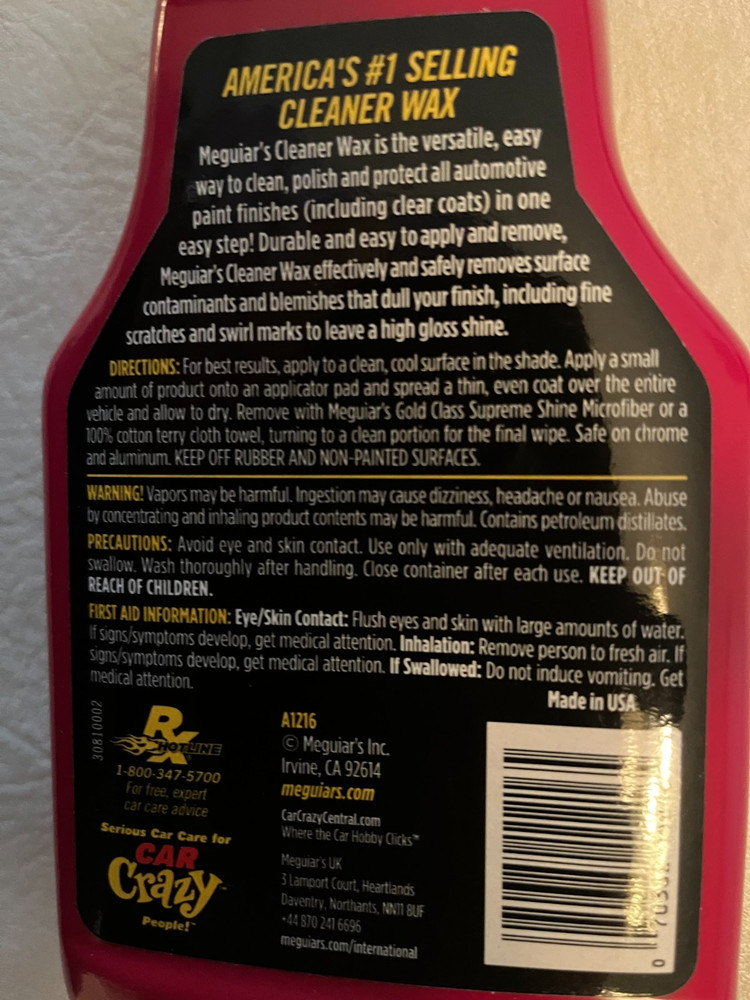 AMERICA'S #1 SELLING
CLEANER WAX
Meguiar's Cleaner Wax is the versatile, easy
way to clean, polish and protect all automotive
paint finishes (including clear coats) in one
easy step! Durable and easy to apply and remove,
Meguiar's Cleaner Wax effectively and safely removes surface
contaminants and blemishes that dull your finish, including fine
scratches and swirl marks to leave a high gloss shine.
DIRECTIONS: For best results, apply to a clean, cool surface in the shade. Apply a small
amount of product onto an applicator pad and spread a thin, even coat over the entire
vehicle and allow to dry. Remove with Meguiar's Gold Class Supreme Shine Microfiber or a
100% cotton terry cloth towel, turning to a clean portion for the final wipe. Safe on chrome
and aluminum. KEEP OFF RUBBER AND NON-PAINTED SURFACES.
WARNING! Vapors may be harmful. Ingestion may cause dizziness, headache or nausea. Abuse
by concentrating and inhaling product contents may be harmful. Contains petroleum distillates.
PRECAUTIONS: Avoid eye and skin contact. Use only with adequate ventilation. Do not
swallow. Wash thoroughly after handling. Close container after each use. KEEP OUT OF
REACH OF CHILDREN.
FIRST AID INFORMATION: Eye/Skin Contact: Flush eyes and skin with large amounts of water.
If signs/symptoms develop, get medical attention. Inhalation: Remove person to fresh air. If
signs/symptoms develop, get medical attention. If Swallowed: Do not induce vomiting. Get
medical attention.
Made in USA
30810002
Rx
HOTLINE
1-800-347-5700
For free, expert
car care advice
Serious Car Care for
CAR
Crazy™
People!™
A1216
© Meguiar's Inc.
Irvine, CA 92614
meguiars.com
CarCrazyCentral.com
Where the Car Hobby Clicks™
Meguiar's UK
3 Lamport Court, Heartlands
Daventry, Northants, NN11 8UF
+44 870 241 6696
meguiars.com/international
0